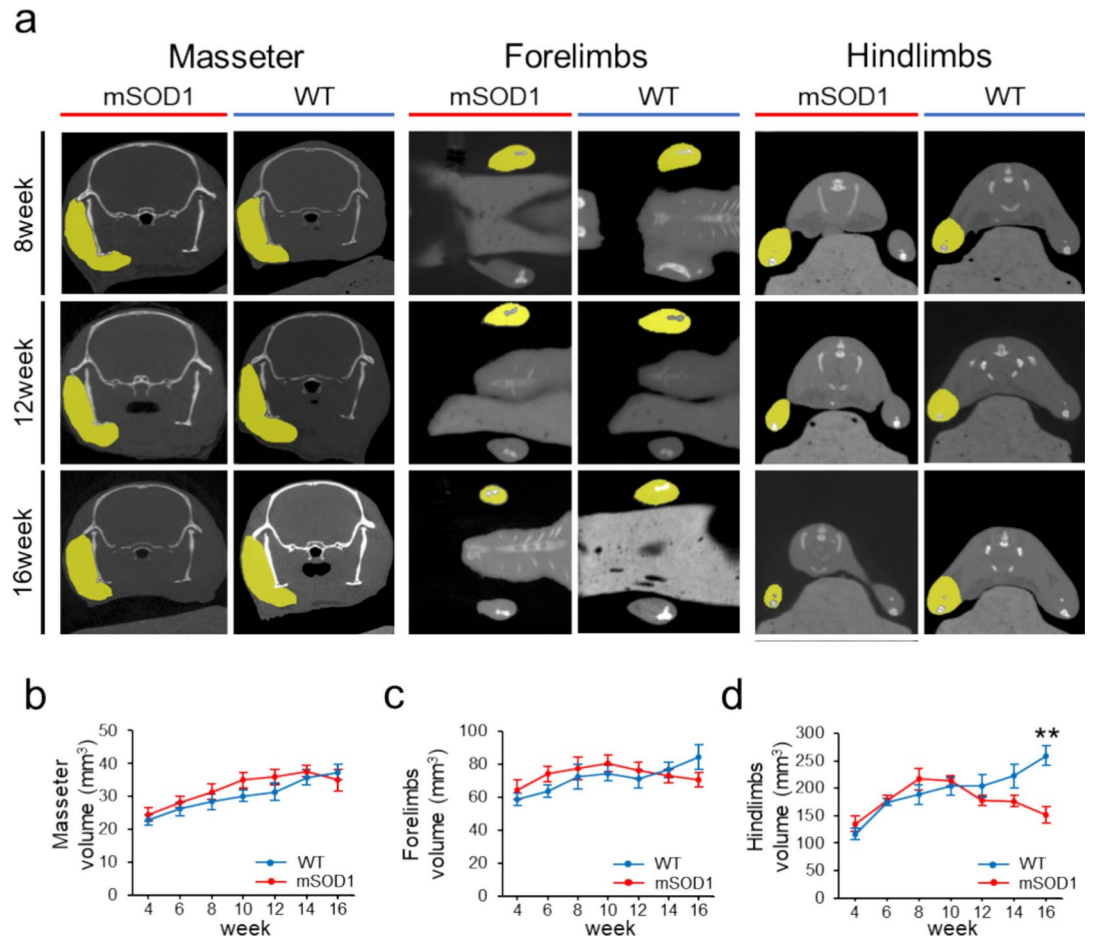 a
Masseter Forelimbs Hindlimbs
mSOD1 WT mSOD1 WT mSOD1 WT
8week
12week
16week
b
Masseter
volume (mm³)
50
40
30
20
10
0
WT
mSOD1
4 6 8 10 12 14 16
week
c
Forelimbs
volume (mm³)
100
80
60
40
20
0
WT
mSOD1
4 6 8 10 12 14 16
week
d
Hindlimbs
volume (mm³)
300
250
200
150
100
50
0
**
WT
mSOD1
4 6 8 10 12 14 16
week